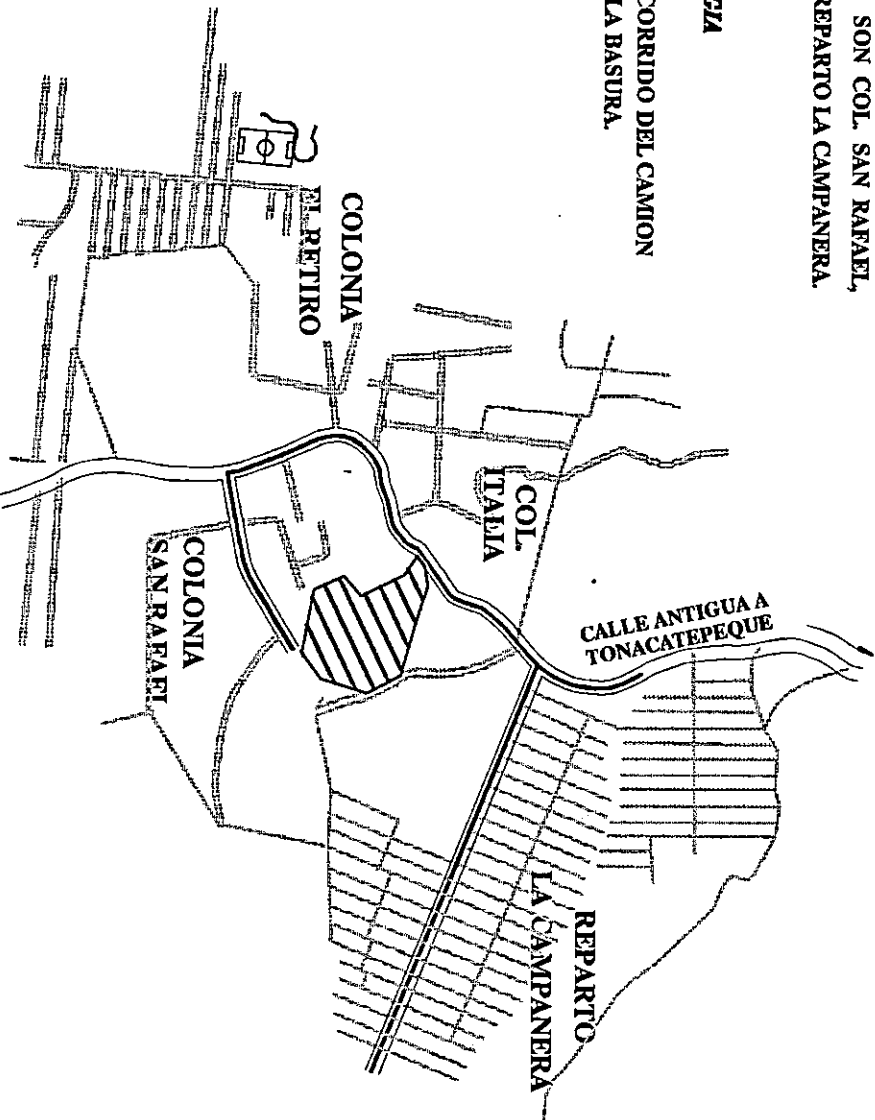 SON COL. SAN RAFAEL,
REPARTO LA CAMPANERA.
GIA
CORRIDO DEL CAMION
LA BASURA.
COLONIA
EL RETIRO
COL.
ITALIA
CALLE ANTIGUA A
TONACATEPEQUE
COLONIA
SAN RAFAEL
REPARTO
LA CAMPANERA